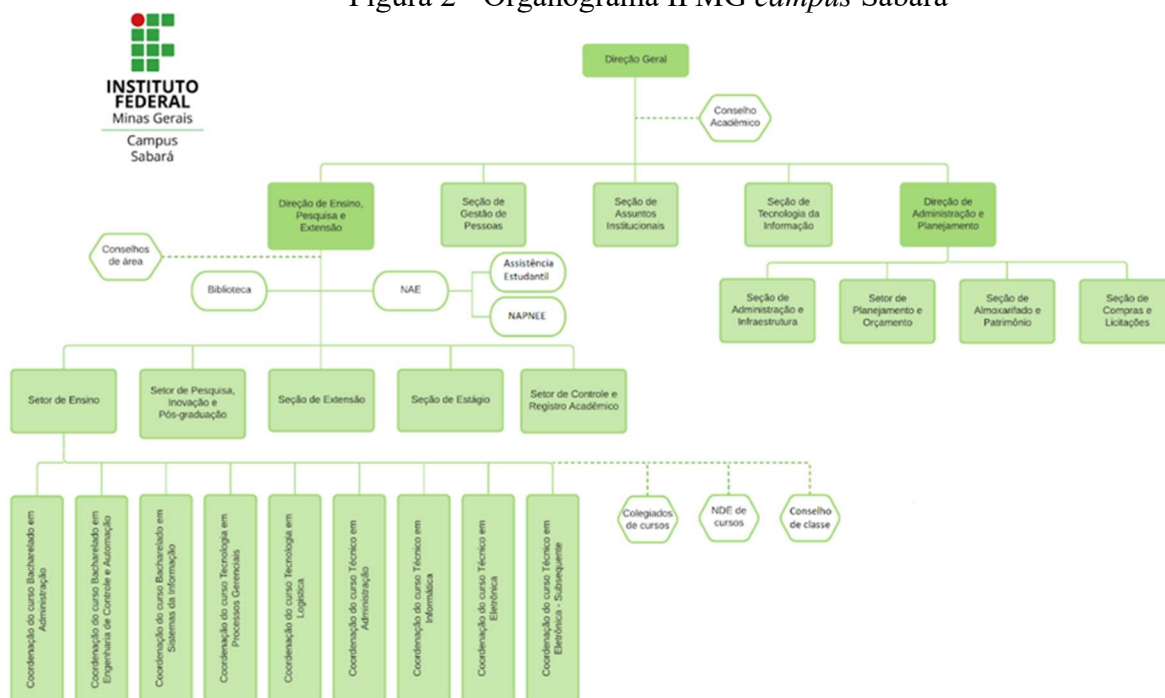 Figura 2 - Organograma IFMG campus Sabará
INSTITUTO
FEDERAL
Minas Gerais
Campus
Sabará
Direção Geral
Conselho
Acadêmico
Direção de Ensino,
Pesquisa e
Extensão
Seção de
Gestão de
Pessoas
Seção de
Assuntos
Institucionais
Seção de
Tecnologia da
Informação
Direção de
Administração e
Planejamento
Conselhos
de área
Biblioteca
NAE
Assistência
Estudantil
NAPNEE
Seção de
Administração e
Infraestrutura
Setor de
Planejamento e
Orçamento
Seção de
Almoxarifado e
Patrimônio
Seção de
Compras e
Licitações
Setor de Ensino
Setor de Pesquisa,
Inovação e
Pós-graduação
Seção de Extensão
Seção de Estágio
Setor de Controle e
Registro Acadêmico
Coordenação do curso Bacharelado em
Administração
Coordenação do curso Bacharelado em
Engenharia de Controle e Automação
Coordenação do curso Bacharelado em
Sistemas da Informação
Coordenação do curso Tecnologia em
Processos Gerenciais
Coordenação do curso Tecnologia em
Logística
Coordenação do curso Técnico em
Administração
Coordenação do curso Técnico em
Informática
Coordenação do curso Técnico em
Eletrônica
Coordenação do curso Técnico em
Eletrônica - Subsequente
Colegiados
de cursos
NDE de
cursos
Conselho
de classe